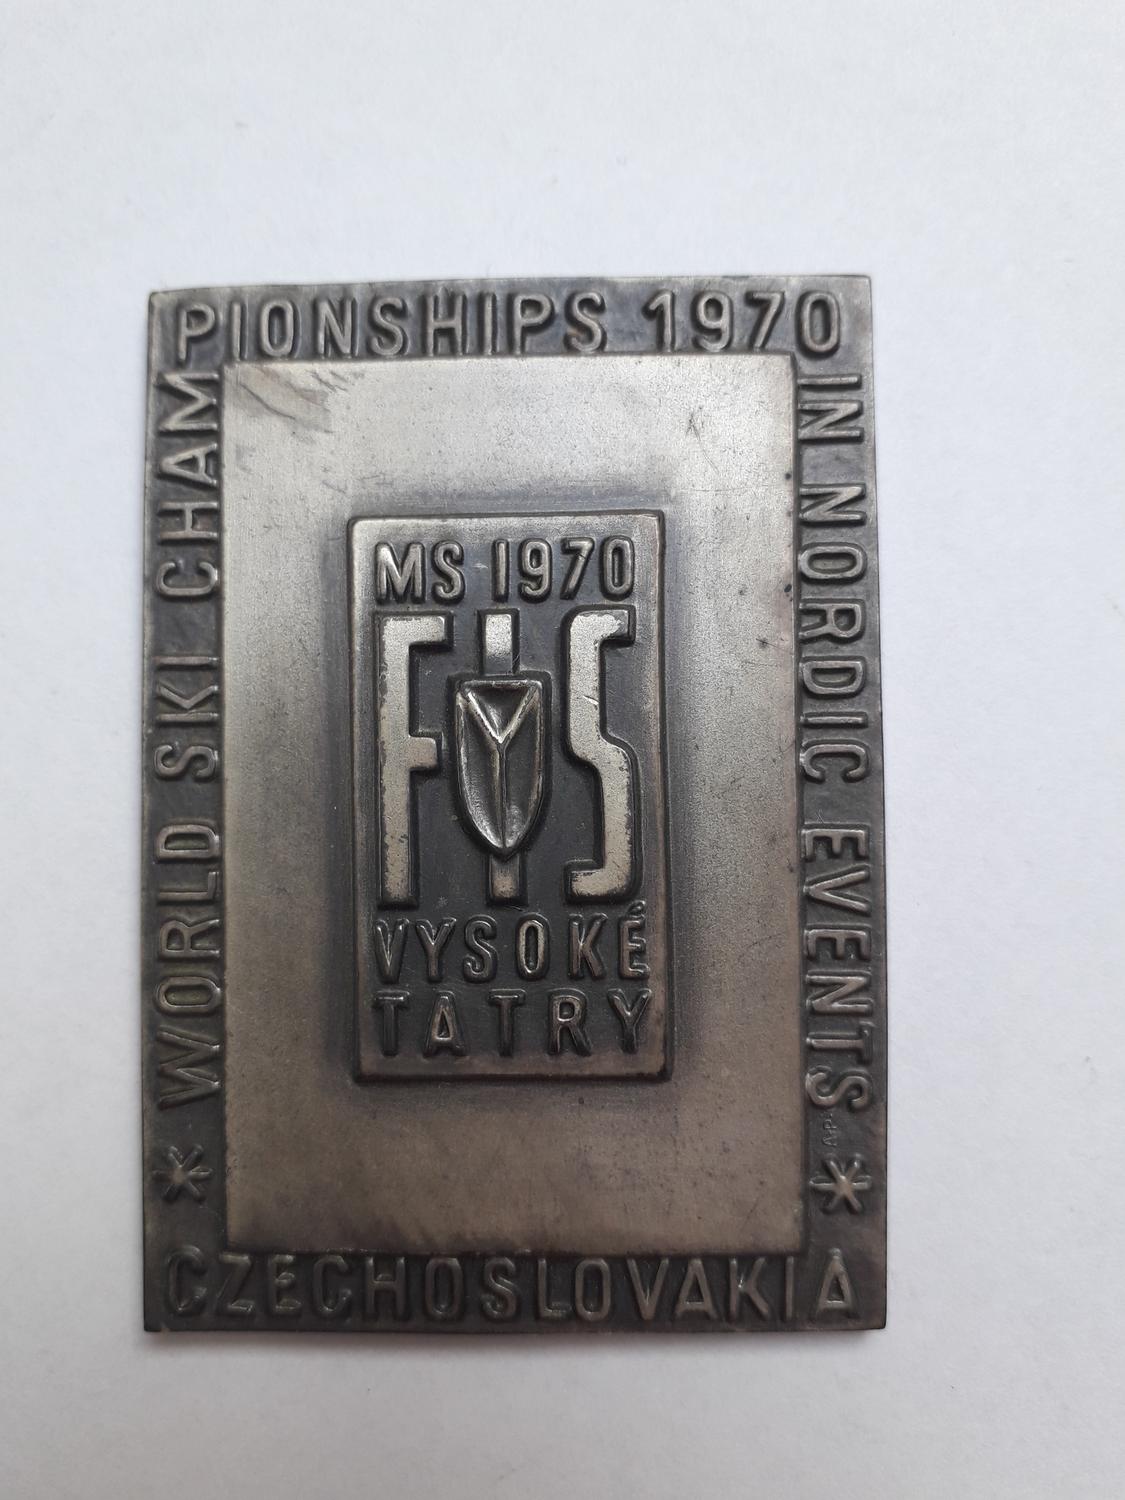 WORLD SKI CHAMPIONSHIPS 1970
IN NORDIC EVENTS
A.P.
CZECHOSLOVAKIA
MS 1970
FIS
VYSOKÉ
TATRY